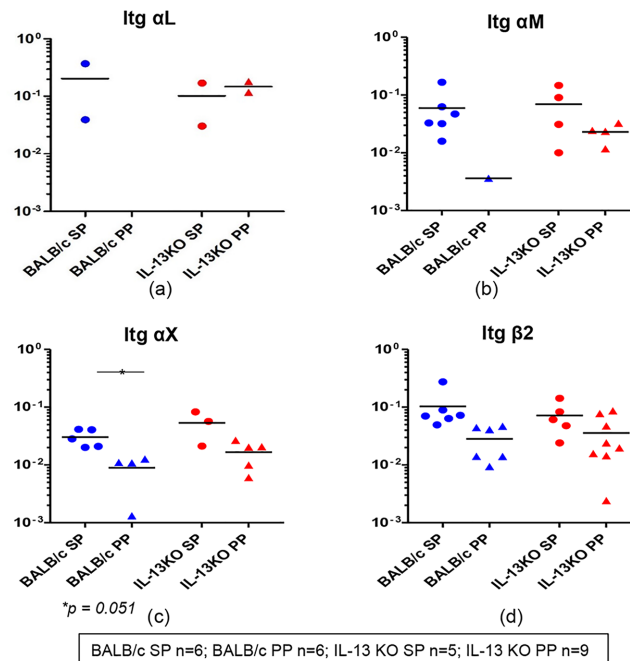 Itg αL
10⁰
10⁻¹
10⁻²
10⁻³
BALB/c SP
BALB/c PP
IL-13KO SP
IL-13KO PP
(a)
Itg αM
10⁰
10⁻¹
10⁻²
10⁻³
BALB/c SP
BALB/c PP
IL-13KO SP
IL-13KO PP
(b)
Itg αX
*
10⁰
10⁻¹
10⁻²
10⁻³
BALB/c SP
BALB/c PP
IL-13KO SP
IL-13KO PP
*p = 0.051
(c)
Itg β2
10⁰
10⁻¹
10⁻²
10⁻³
BALB/c SP
BALB/c PP
IL-13KO SP
IL-13KO PP
(d)
BALB/c SP n=6; BALB/c PP n=6; IL-13 KO SP n=5; IL-13 KO PP n=9